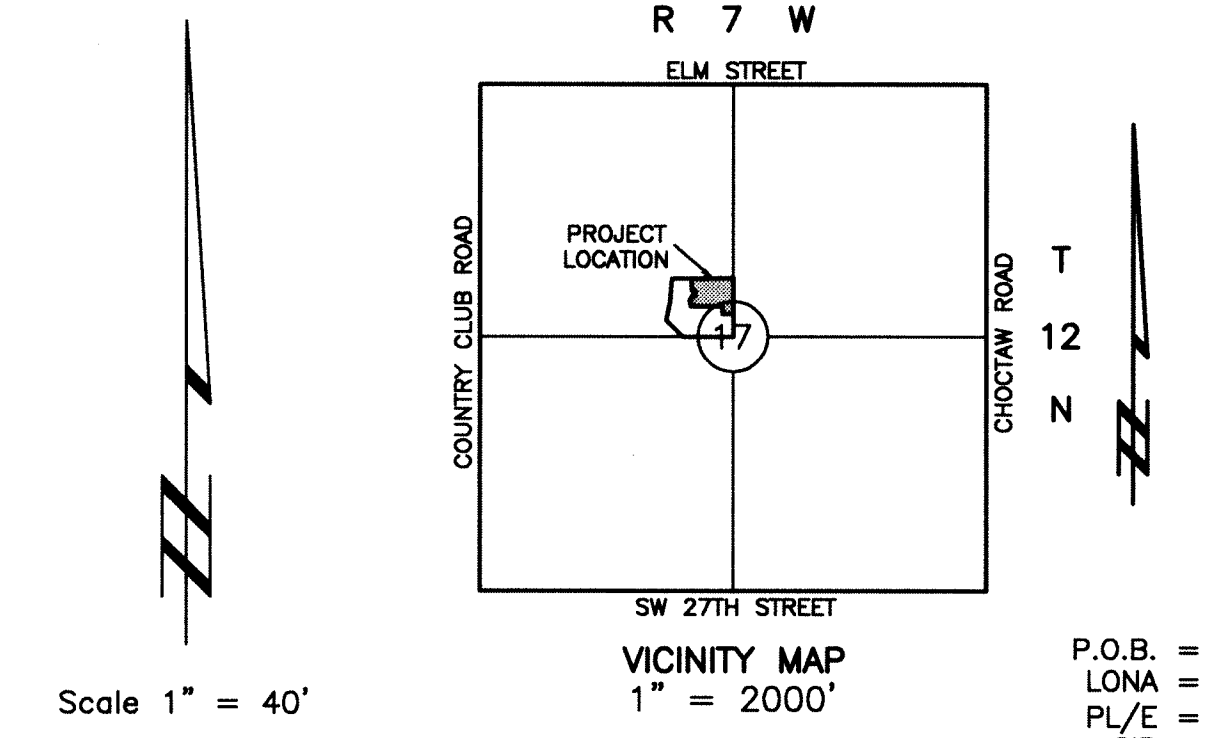 R 7 W
ELM STREET
PROJECT
LOCATION
COUNTRY CLUB ROAD
17
CHOCTAW ROAD
T
12
N
SW 27TH STREET
VICINITY MAP
1" = 2000'
Scale 1" = 40'
P.O.B. =
LONA =
PL/E =